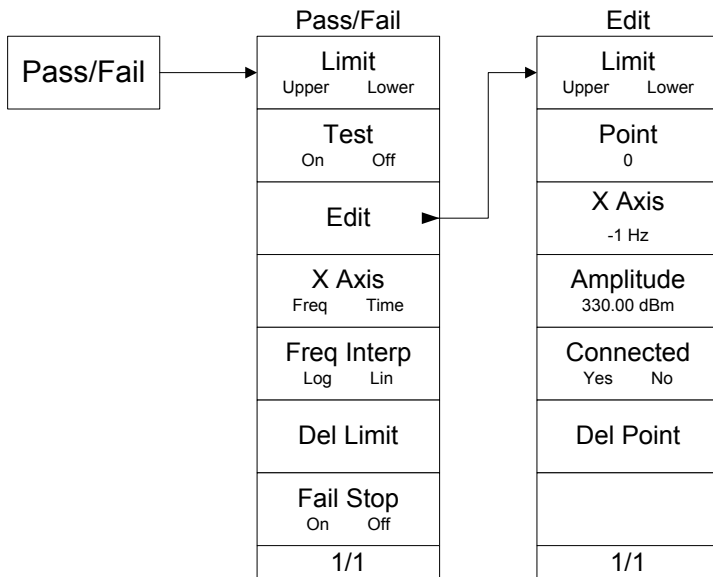 Pass/Fail
Pass/Fail
Limit
Upper Lower
Test
On Off
Edit
X Axis
Freq Time
Freq Interp
Log Lin
Del Limit
Fail Stop
On Off
1/1
Edit
Limit
Upper Lower
Point
0
X Axis
-1 Hz
Amplitude
330.00 dBm
Connected
Yes No
Del Point
1/1